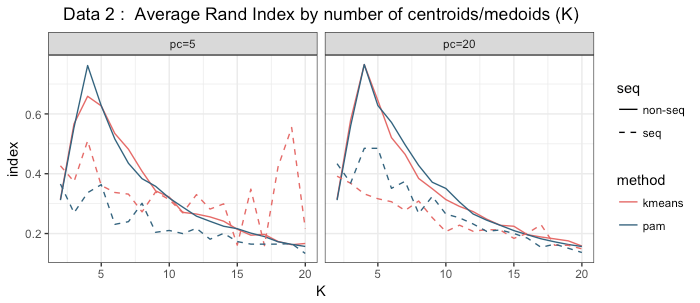 Data 2 :  Average Rand Index by number of centroids/medoids (K)
pc=5
pc=20
index
0.6
0.4
0.2
5
10
15
20
5
10
15
20
K
seq
non-seq
seq
method
kmeans
pam